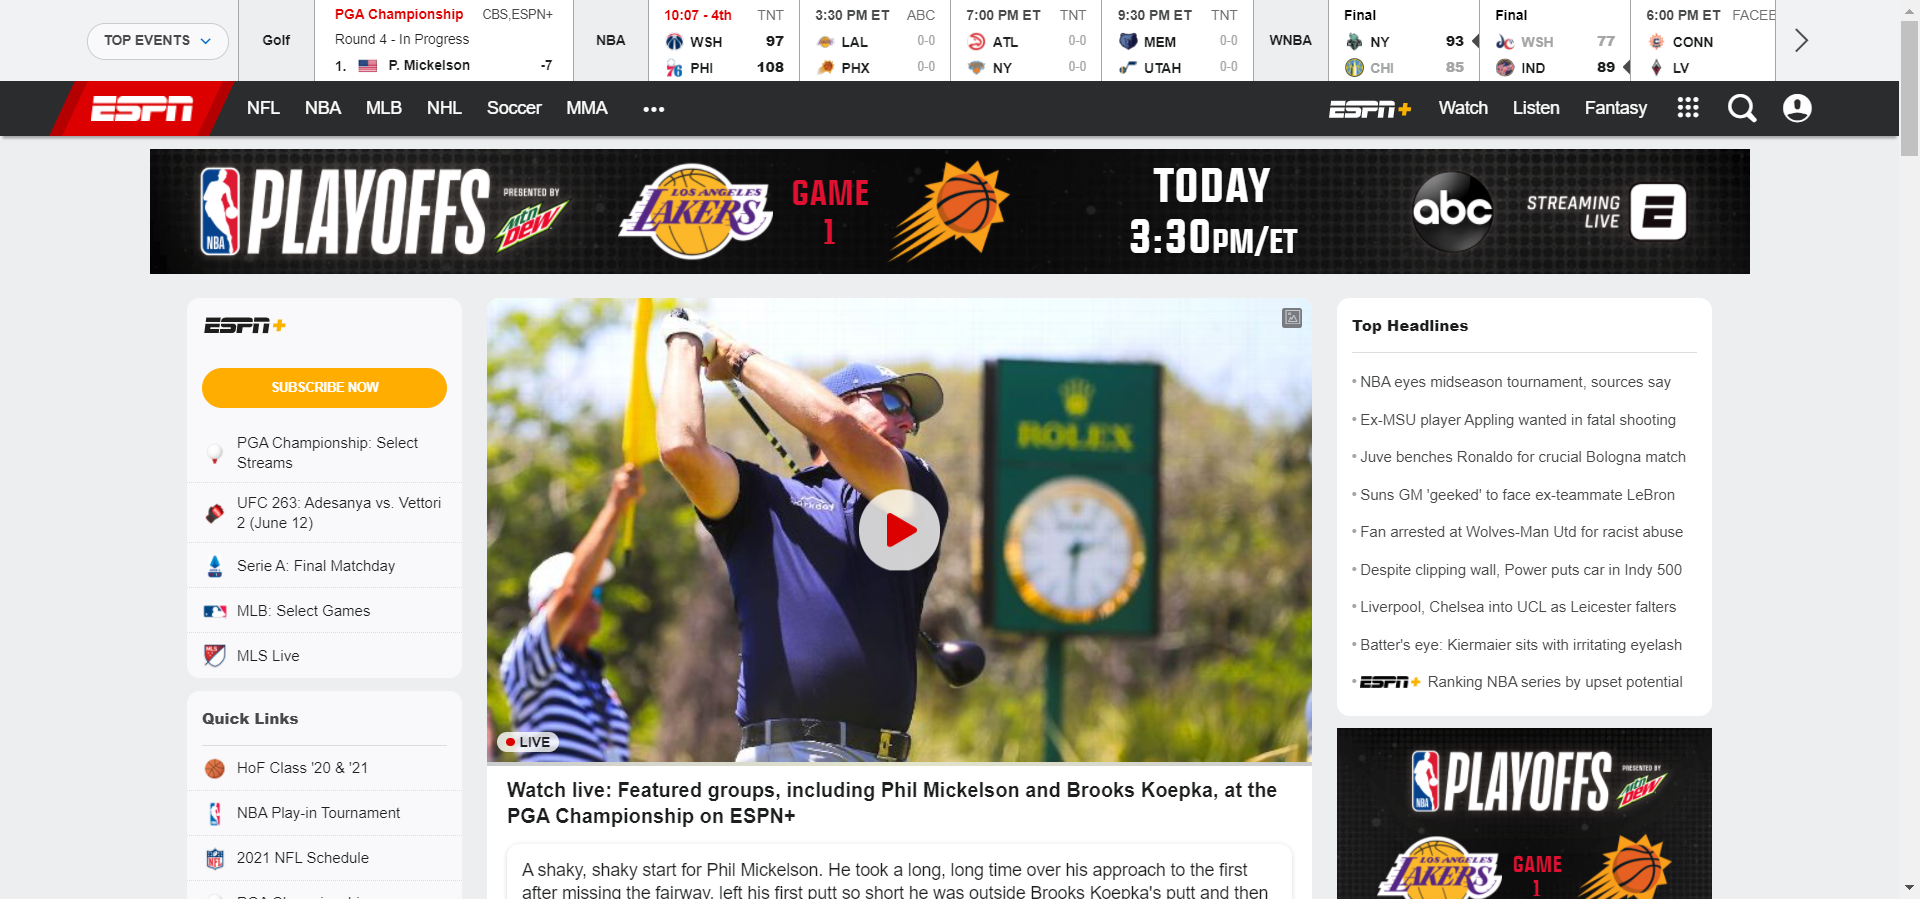 TOP EVENTS
Golf
PGA Championship CBS,ESPN+
Round 4 - In Progress
1. P. Mickelson -7
NBA
10:07 - 4th TNT
WSH 97
PHI 108
3:30 PM ET ABC
LAL 0-0
PHX 0-0
7:00 PM ET TNT
ATL 0-0
NY 0-0
9:30 PM ET TNT
MEM 0-0
UTAH 0-0
WNBA
Final
NY 93
CHI 85
Final
WSH 77
IND 89
6:00 PM ET FACEE
CONN
LV
ESPN NFL NBA MLB NHL Soccer MMA ESPN+ Watch Listen Fantasy
NBA PLAYOFFS PRESENTED BY mtn DEW
LOS ANGELES LAKERS
GAME
1
TODAY
3:30PM/ET
abc
STREAMING
LIVE
E
ESPN+
SUBSCRIBE NOW
PGA Championship: Select
Streams
UFC 263: Adesanya vs. Vettori
2 (June 12)
Serie A: Final Matchday
MLB: Select Games
MLS Live
Quick Links
HoF Class '20 & '21
NBA Play-in Tournament
2021 NFL Schedule
ROLEX
LIVE
Watch live: Featured groups, including Phil Mickelson and Brooks Koepka, at the
PGA Championship on ESPN+
A shaky, shaky start for Phil Mickelson. He took a long, long time over his approach to the first
after missing the fairway, left his first putt so short he was outside Brooks Koepka's putt and then
Top Headlines
NBA eyes midseason tournament, sources say
Ex-MSU player Appling wanted in fatal shooting
Juve benches Ronaldo for crucial Bologna match
Suns GM 'geeked' to face ex-teammate LeBron
Fan arrested at Wolves-Man Utd for racist abuse
Despite clipping wall, Power puts car in Indy 500
Liverpool, Chelsea into UCL as Leicester falters
Batter's eye: Kiermaier sits with irritating eyelash
ESPN+ Ranking NBA series by upset potential
NBA PLAYOFFS PRESENTED BY mtn DEW
LOS ANGELES LAKERS
GAME
1